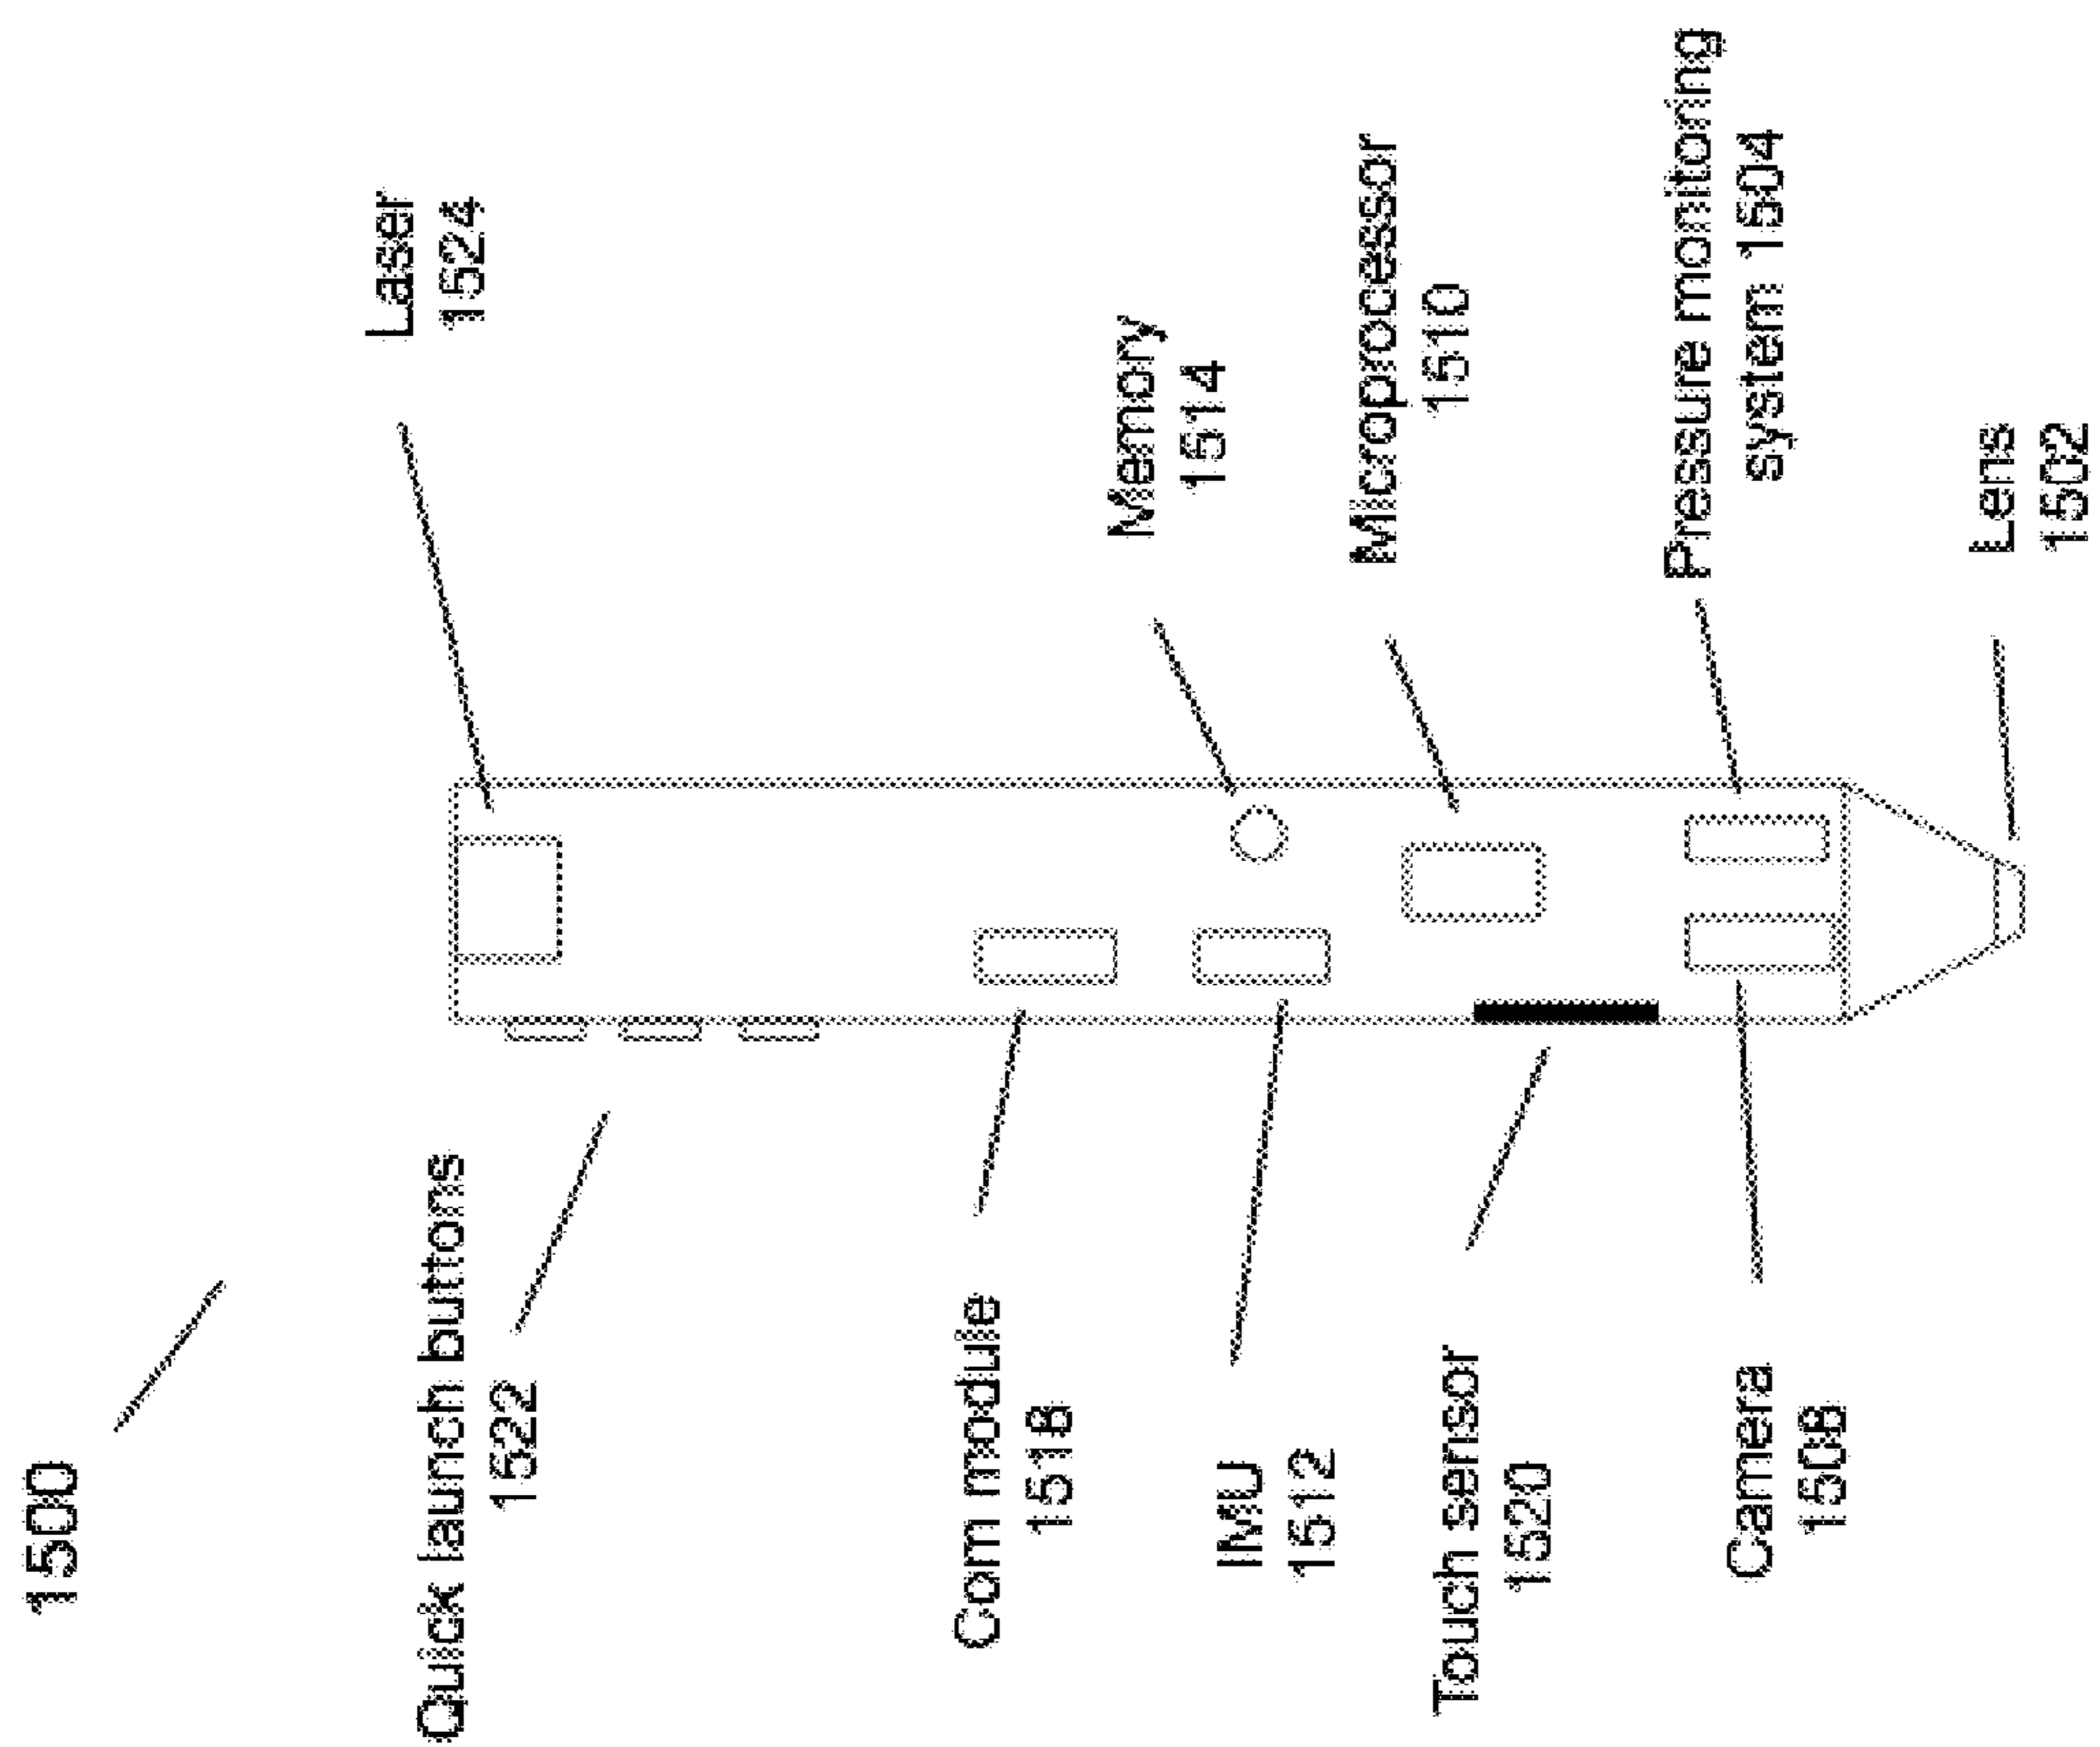 1500
Quick launch buttons
1522
Laser
1524
Com module
1518
Memory
1514
IMU
1512
Microprocessor
1510
Touch sensor
1520
Pressure monitoring
system 1504
Camera
1508
Lens
1502